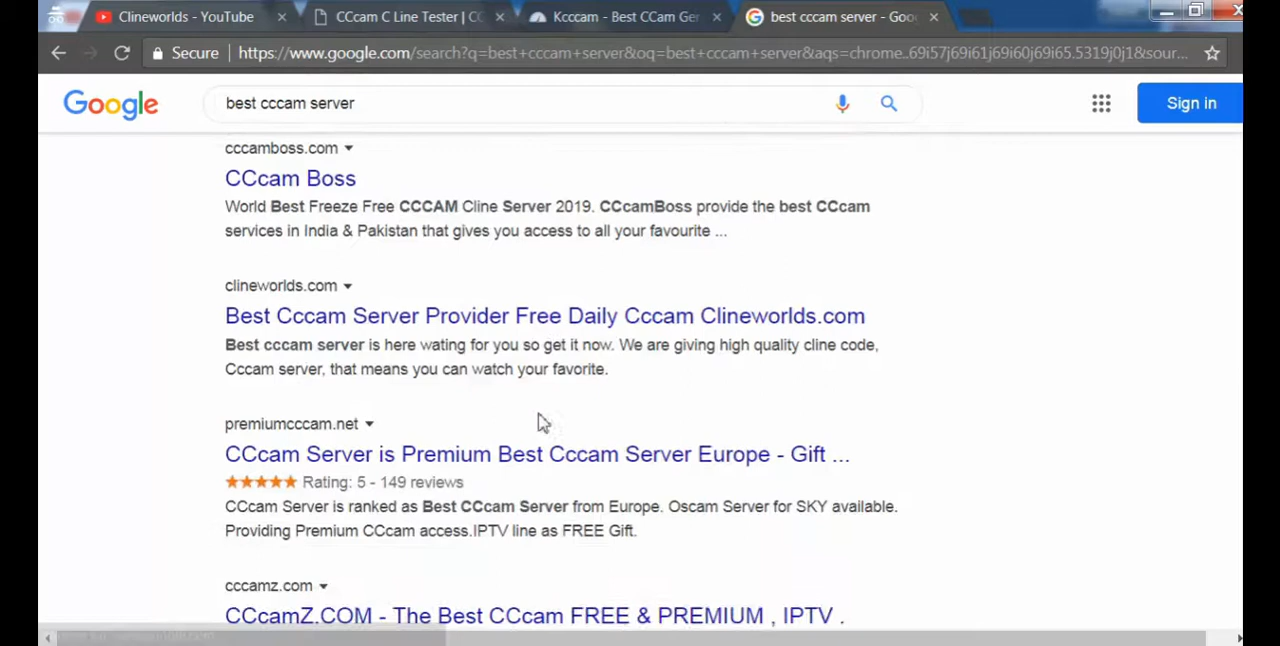 Clineworlds - YouTube
CCcam C Line Tester | CC
Kcccam - Best CCam Ger
best cccam server - Goo
Secure
https://www.google.com/search?q=best+cccam+server&oq=best+cccam+server&aqs=chrome..69i57j69i61j69i60j69i65.5319j0j1&sour...
Google
best cccam server
Sign in
cccamboss.com
CCcam Boss
World Best Freeze Free CCCAM Cline Server 2019. CCcamBoss provide the best CCcam
services in India & Pakistan that gives you access to all your favourite ...
clineworlds.com
Best Cccam Server Provider Free Daily Cccam Clineworlds.com
Best cccam server is here wating for you so get it now. We are giving high quality cline code,
Cccam server, that means you can watch your favorite.
premiumcccam.net
CCcam Server is Premium Best Cccam Server Europe - Gift ...
Rating: 5 - 149 reviews
CCcam Server is ranked as Best CCcam Server from Europe. Oscam Server for SKY available.
Providing Premium CCcam access.IPTV line as FREE Gift.
cccamz.com
CCcamZ.COM - The Best CCcam FREE & PREMIUM , IPTV .